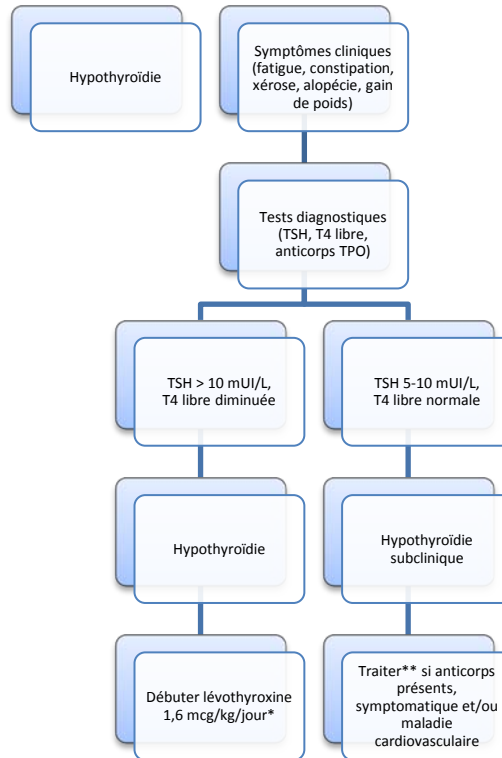 Hypothyroïdie
Symptômes cliniques
(fatigue, constipation,
xérose, alopécie, gain
de poids)
Tests diagnostiques
(TSH, T4 libre,
anticorps TPO)
TSH > 10 mUI/L,
T4 libre diminuée
TSH 5-10 mUI/L,
T4 libre normale
Hypothyroïdie
Hypothyroïdie
subclinique
Débuter lévothyroxine
1,6 mcg/kg/jour*
Traiter** si anticorps
présents,
symptomatique et/ou
maladie
cardiovasculaire